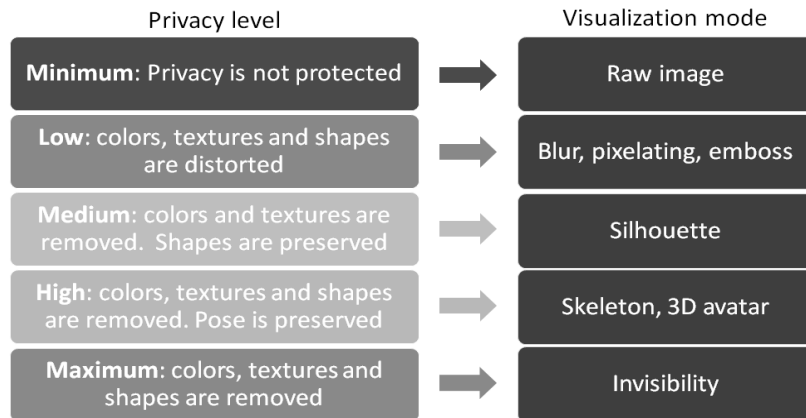 Privacy level
Visualization mode
Minimum: Privacy is not protected
Raw image
Low: colors, textures and shapes
are distorted
Blur, pixelating, emboss
Medium: colors and textures are
removed. Shapes are preserved
Silhouette
High: colors, textures and shapes
are removed. Pose is preserved
Skeleton, 3D avatar
Maximum: colors, textures and
shapes are removed
Invisibility